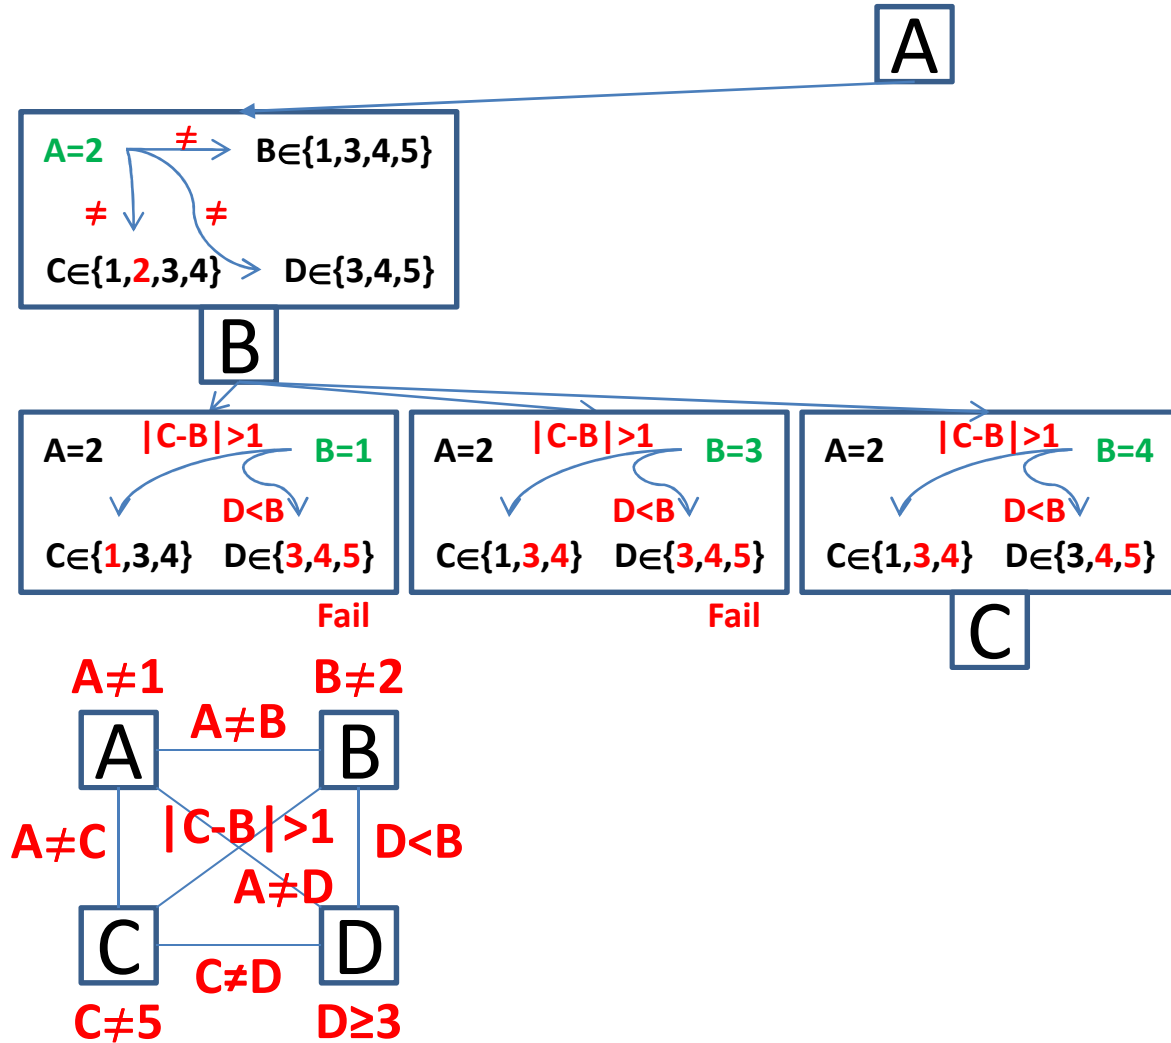 A
A=2 ≠ B∈{1,3,4,5}
≠ ≠
C∈{1,2,3,4} D∈{3,4,5}
B
A=2 |C-B|>1 B=1
D<B
C∈{1,3,4} D∈{3,4,5}
Fail
A=2 |C-B|>1 B=3
D<B
C∈{1,3,4} D∈{3,4,5}
Fail
A=2 |C-B|>1 B=4
D<B
C∈{1,3,4} D∈{3,4,5}
C
A≠1 B≠2
A≠B
A B
A≠C |C-B|>1 D<B
A≠D
C D
C≠D
C≠5 D≥3